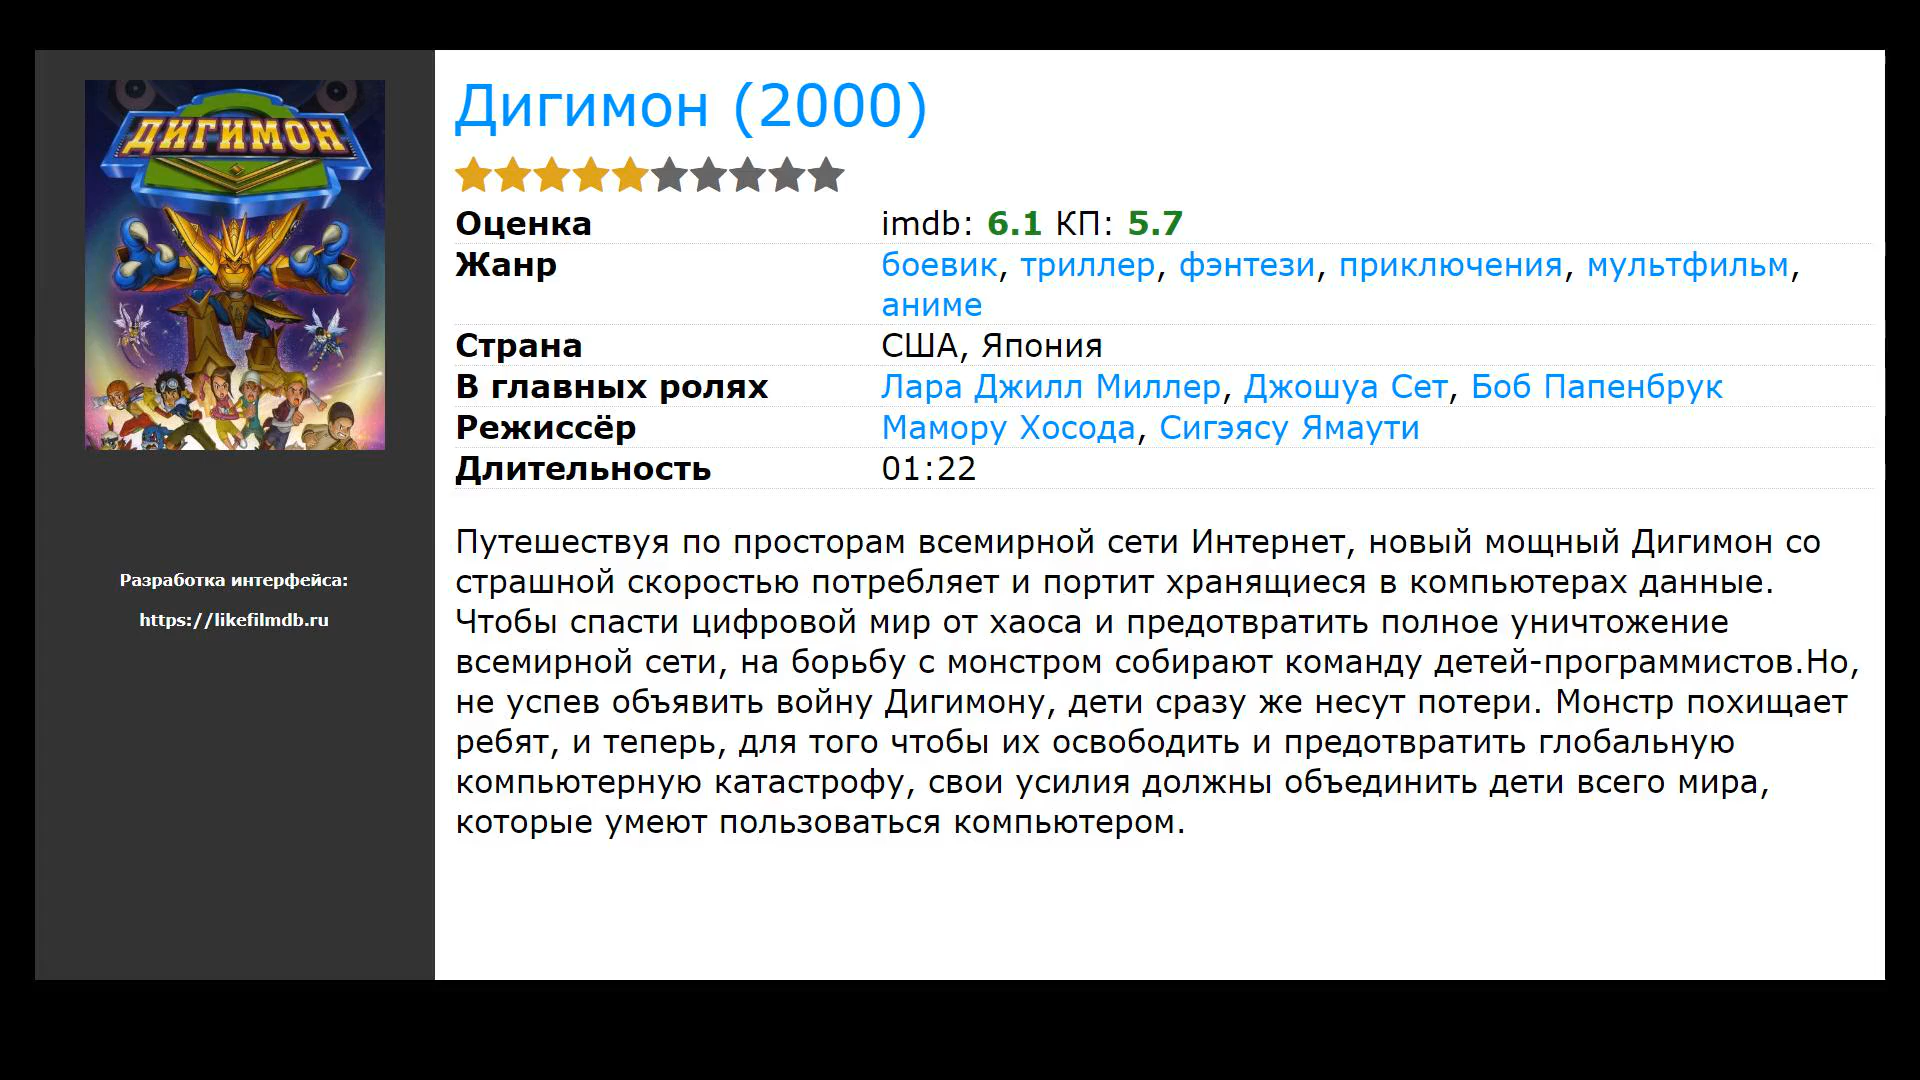 ДИГИМОН
Разработка интерфейса:
https://likefilmdb.ru
Дигимон (2000)
Оценка imdb: 6.1 КП: 5.7
Жанр боевик, триллер, фэнтези, приключения, мультфильм,
аниме
Страна США, Япония
В главных ролях Лара Джилл Миллер, Джошуа Сет, Боб Папенбрук
Режиссёр Мамору Хосода, Сигэясу Ямаути
Длительность 01:22
Путешествуя по просторам всемирной сети Интернет, новый мощный Дигимон со
страшной скоростью потребляет и портит хранящиеся в компьютерах данные.
Чтобы спасти цифровой мир от хаоса и предотвратить полное уничтожение
всемирной сети, на борьбу с монстром собирают команду детей-программистов.Но,
не успев объявить войну Дигимону, дети сразу же несут потери. Монстр похищает
ребят, и теперь, для того чтобы их освободить и предотвратить глобальную
компьютерную катастрофу, свои усилия должны объединить дети всего мира,
которые умеют пользоваться компьютером.